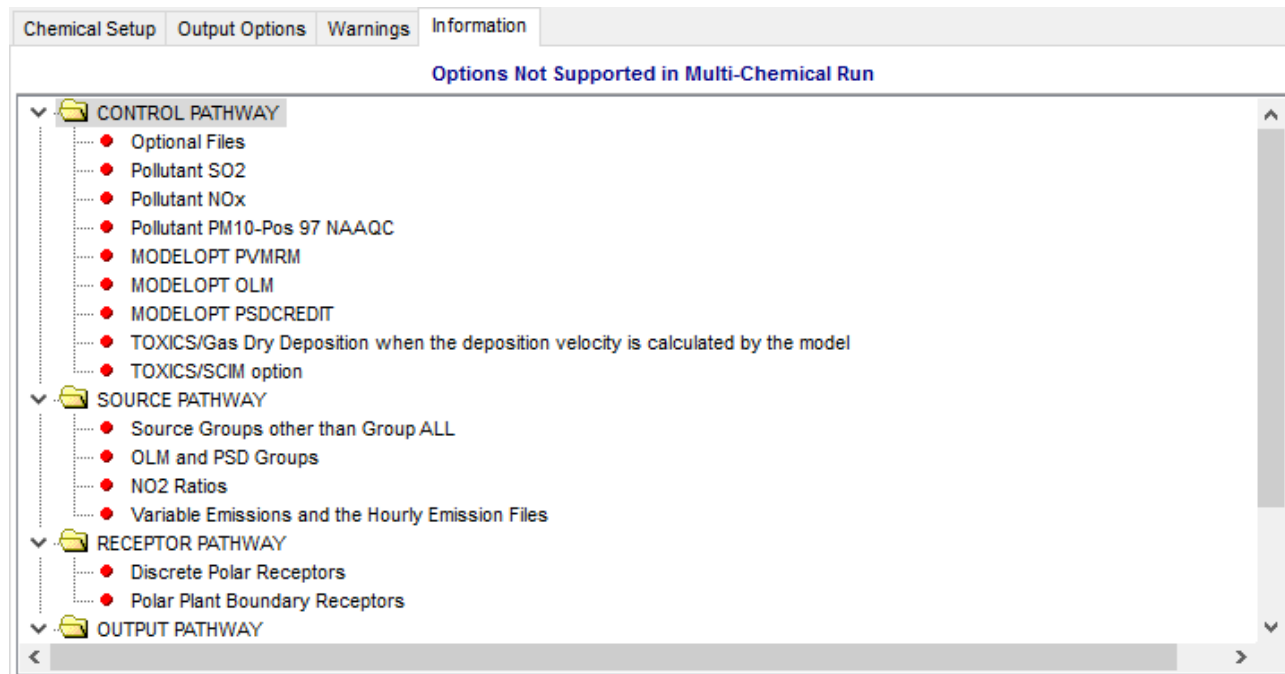 Chemical Setup Output Options Warnings Information
Options Not Supported in Multi-Chemical Run
CONTROL PATHWAY
Optional Files
Pollutant SO2
Pollutant NOx
Pollutant PM10-Pos 97 NAAQC
MODELOPT PVMRM
MODELOPT OLM
MODELOPT PSDCREDIT
TOXICS/Gas Dry Deposition when the deposition velocity is calculated by the model
TOXICS/SCIM option
SOURCE PATHWAY
Source Groups other than Group ALL
OLM and PSD Groups
NO2 Ratios
Variable Emissions and the Hourly Emission Files
RECEPTOR PATHWAY
Discrete Polar Receptors
Polar Plant Boundary Receptors
OUTPUT PATHWAY